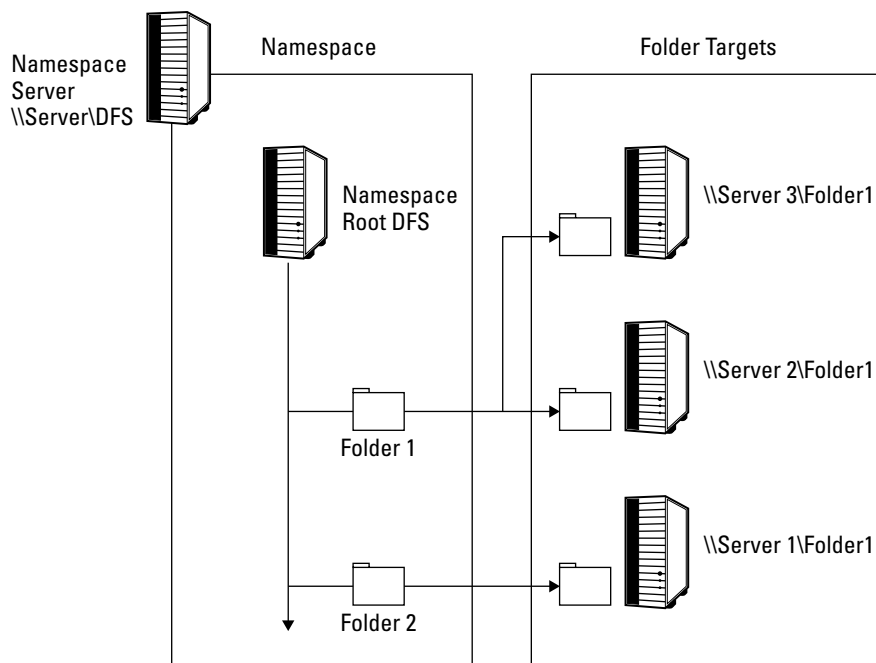 Namespace
Server
\\Server\DFS
Namespace
Folder Targets
Namespace
Root DFS
\\Server 3\Folder1
\\Server 2\Folder1
Folder 1
\\Server 1\Folder1
Folder 2